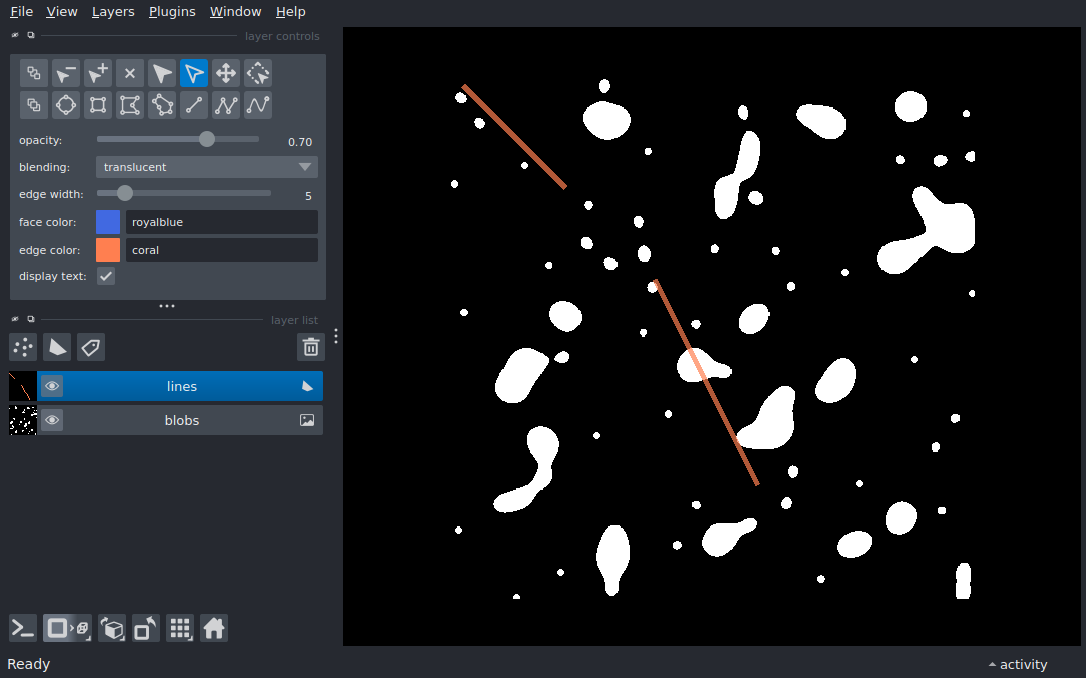 File View Layers Plugins Window Help
layer controls
opacity: 0.70
blending: translucent
edge width: 5
face color: royalblue
edge color: coral
display text:
layer list
lines
blobs
Ready
activity